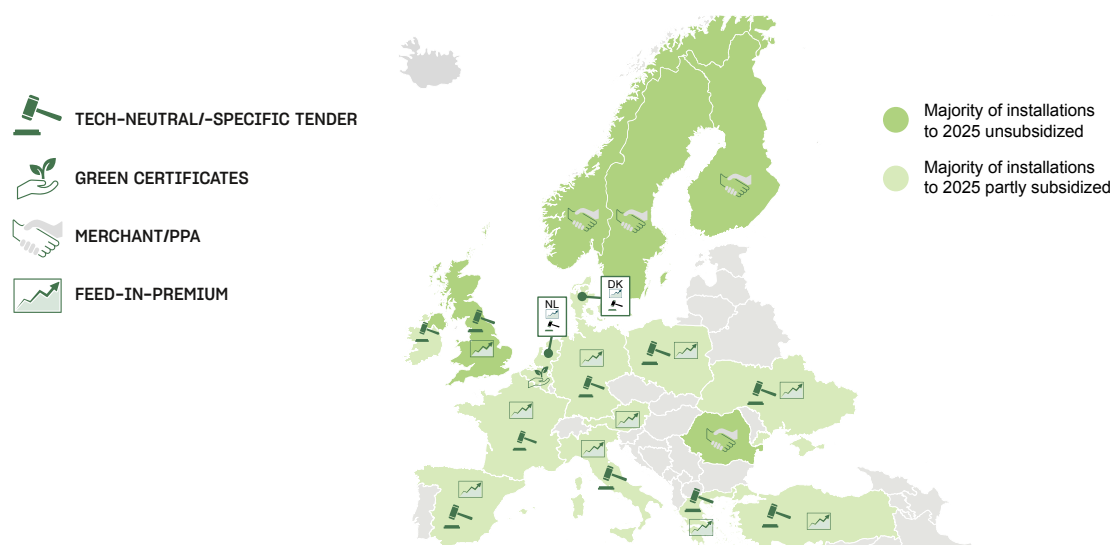 TECH-NEUTRAL/-SPECIFIC TENDER
GREEN CERTIFICATES
MERCHANT/PPA
FEED-IN-PREMIUM
Majority of installations
to 2025 unsubsidized
Majority of installations
to 2025 partly subsidized
DK
NL